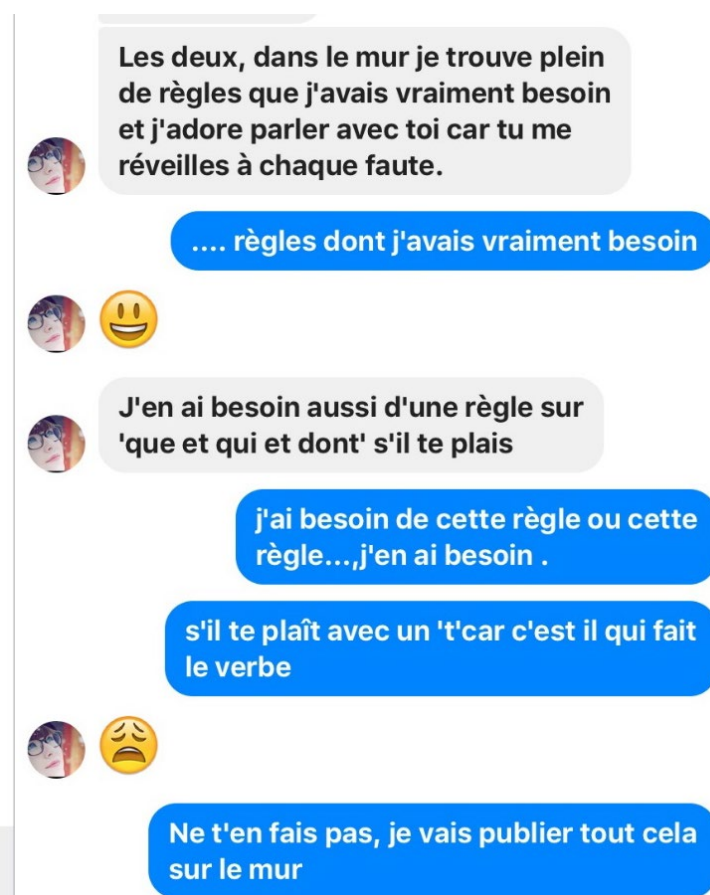 Les deux, dans le mur je trouve plein
de règles que j'avais vraiment besoin
et j'adore parler avec toi car tu me
réveilles à chaque faute.
.... règles dont j'avais vraiment besoin
J'en ai besoin aussi d'une règle sur
'que et qui et dont' s'il te plais
j'ai besoin de cette règle ou cette
règle...,j'en ai besoin .
s'il te plaît avec un 't'car c'est il qui fait
le verbe
Ne t'en fais pas, je vais publier tout cela
sur le mur